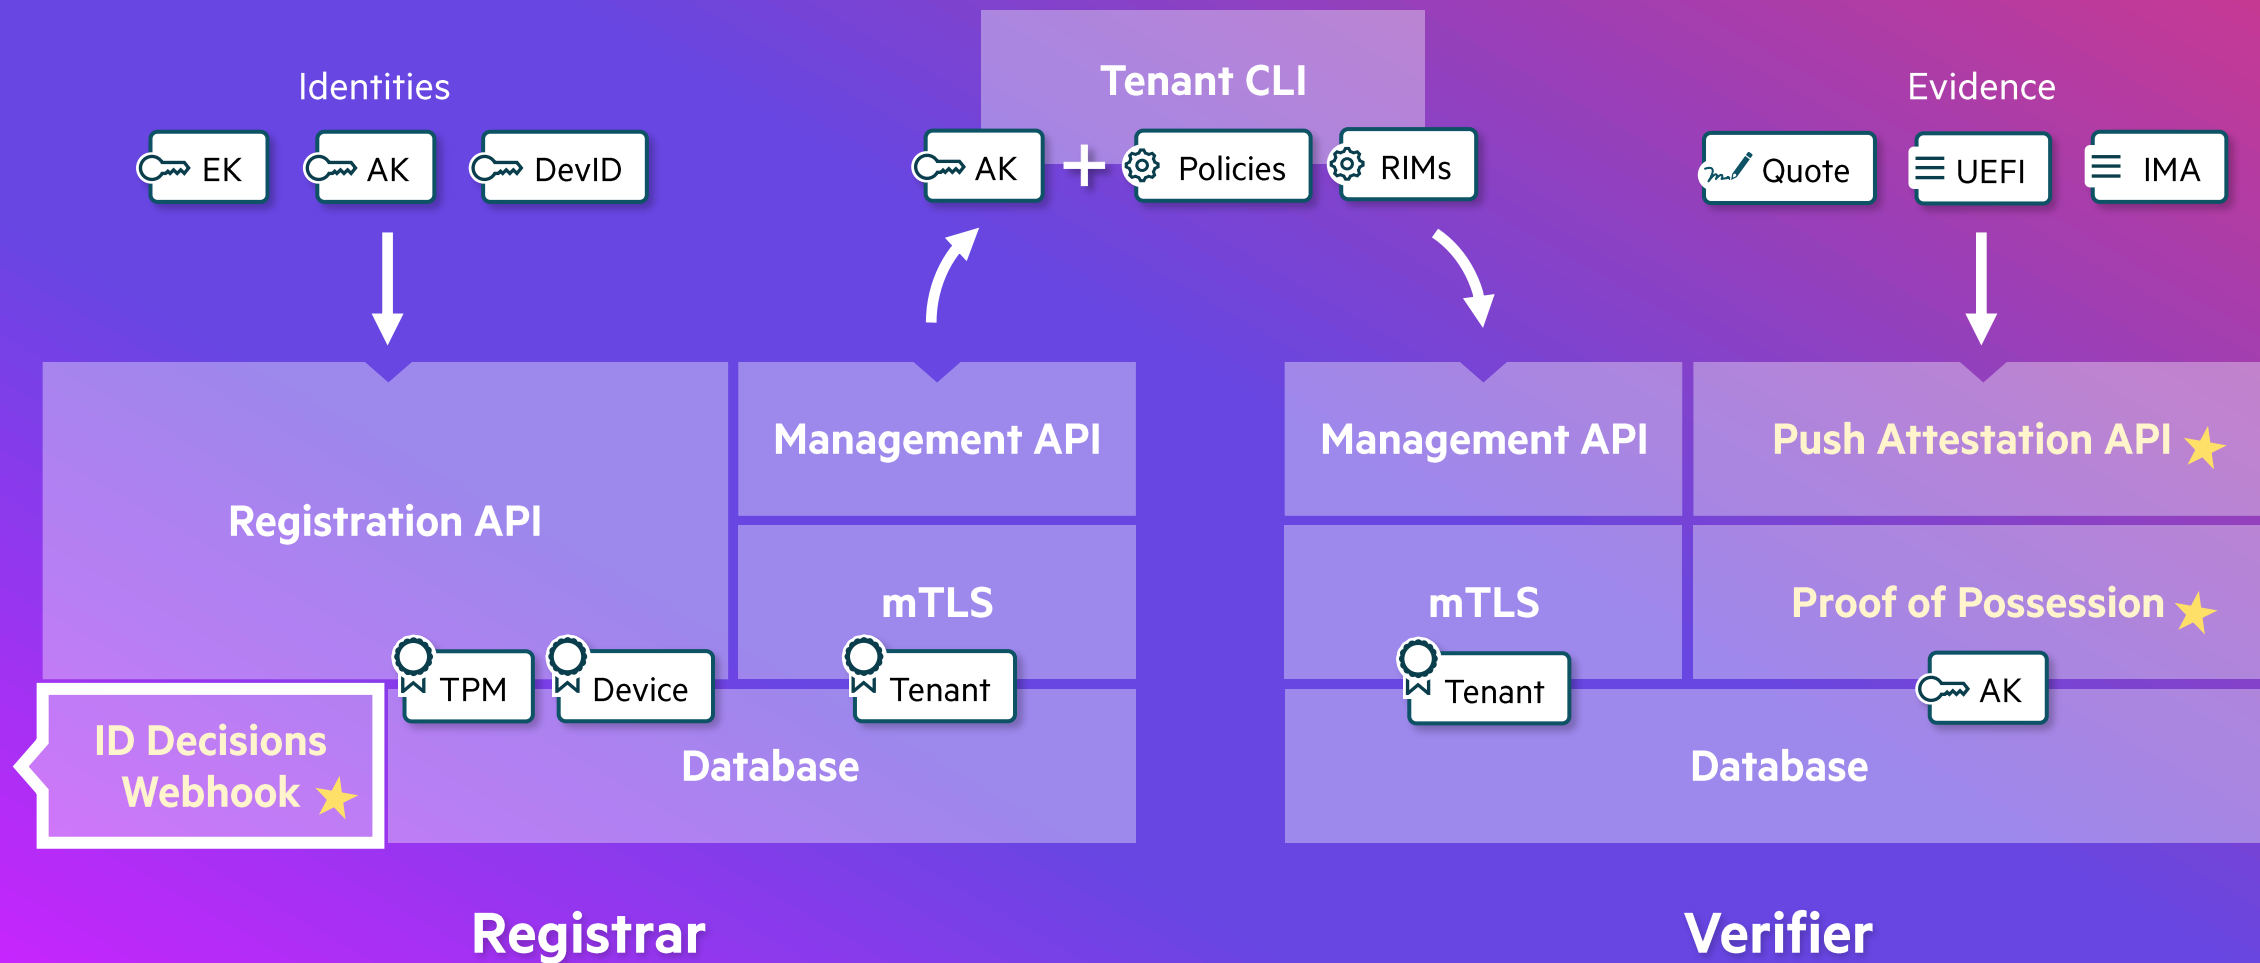 Tenant CLI
Identities
EK
AK
DevID
AK
+
Policies
RIMs
Evidence
Quote
UEFI
IMA
Registration API
Management API
mTLS
TPM
Device
Tenant
ID Decisions
Webhook
Database
Registrar
Management API
Push Attestation API
mTLS
Proof of Possession
Tenant
AK
Database
Verifier